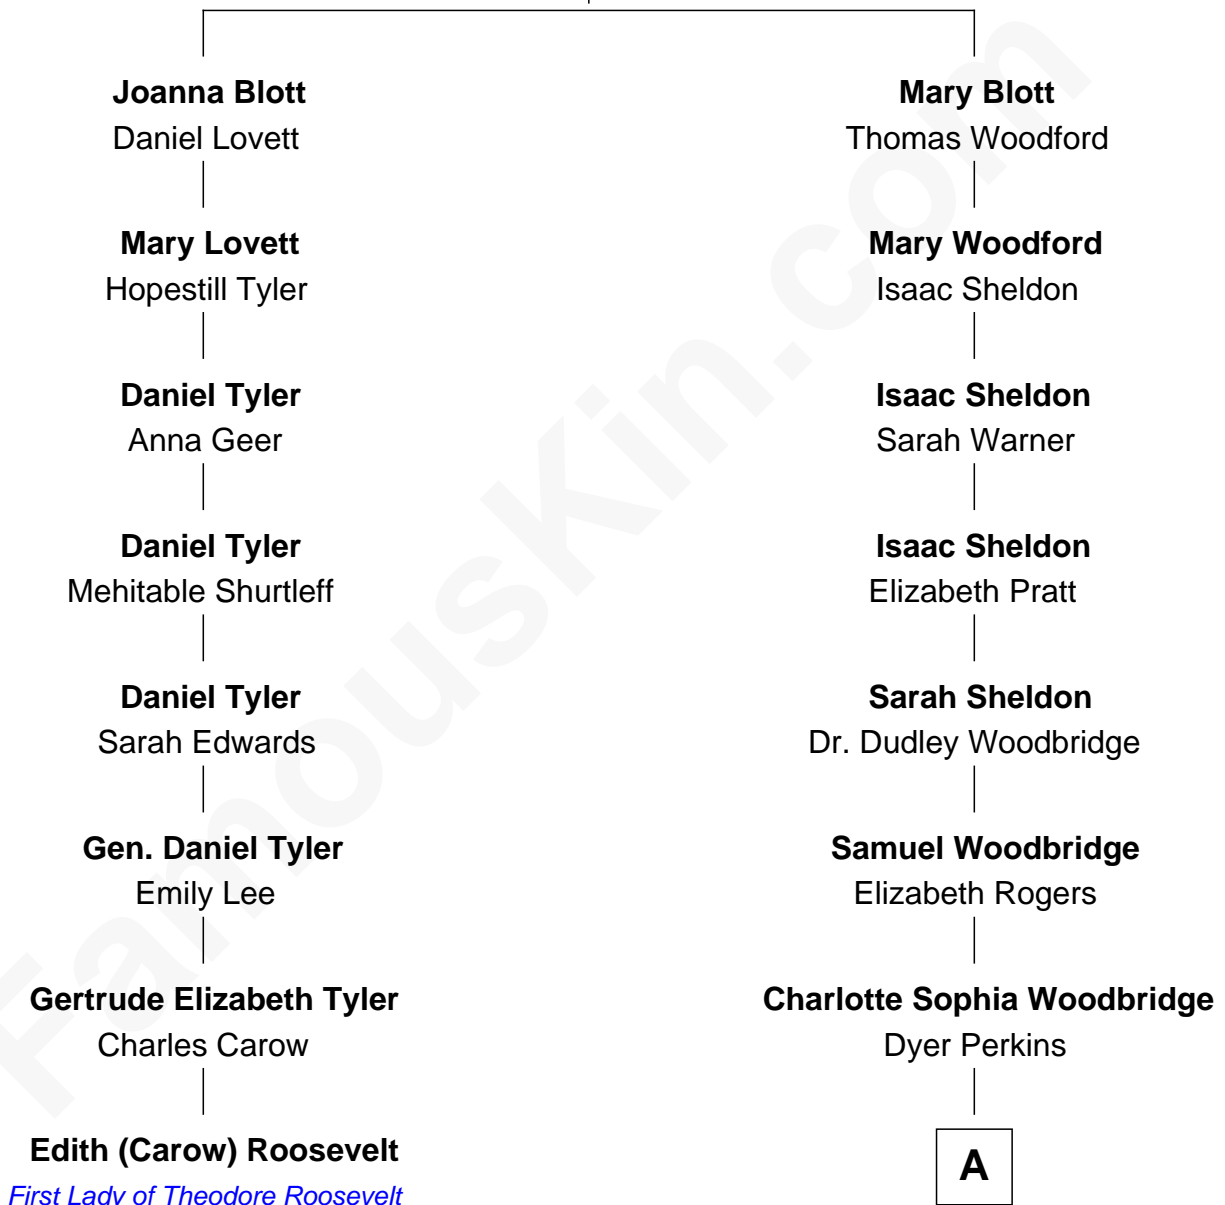 Joanna Blott
Daniel Lovett
Mary Lovett
Hopestill Tyler
Daniel Tyler
Anna Geer
Daniel Tyler
Mehitable Shurtleff
Daniel Tyler
Sarah Edwards
Gen. Daniel Tyler
Emily Lee
Gertrude Elizabeth Tyler
Charles Carow
Edith (Carow) Roosevelt
First Lady of Theodore Roosevelt
Mary Blott
Thomas Woodford
Mary Woodford
Isaac Sheldon
Isaac Sheldon
Sarah Warner
Isaac Sheldon
Elizabeth Pratt
Sarah Sheldon
Dr. Dudley Woodbridge
Samuel Woodbridge
Elizabeth Rogers
Charlotte Sophia Woodbridge
Dyer Perkins
A
FamousKin.com